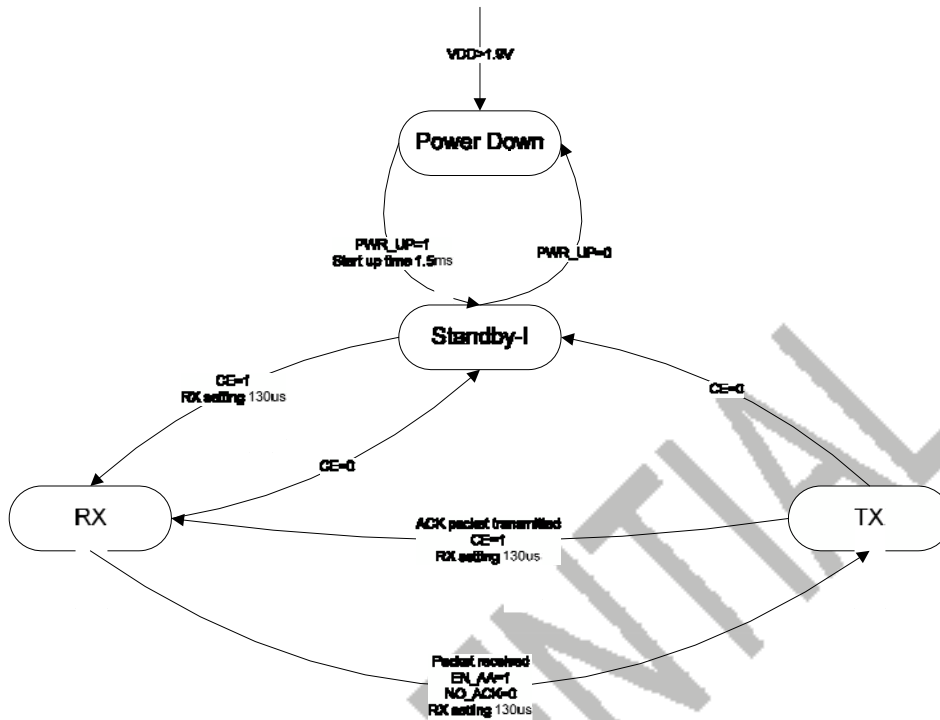 VDD>1.9V
Power Down
PWR_UP=1
Start up time 1.5ms
PWR_UP=0
Standby-I
CE=1
RX setting 130us
CE=0
CE=0
RX
TX
ACK packet transmitted
CE=1
RX setting 130us
Packet received
EN_AA=1
NO_ACK=0
RX setting 130us
ENTIAL